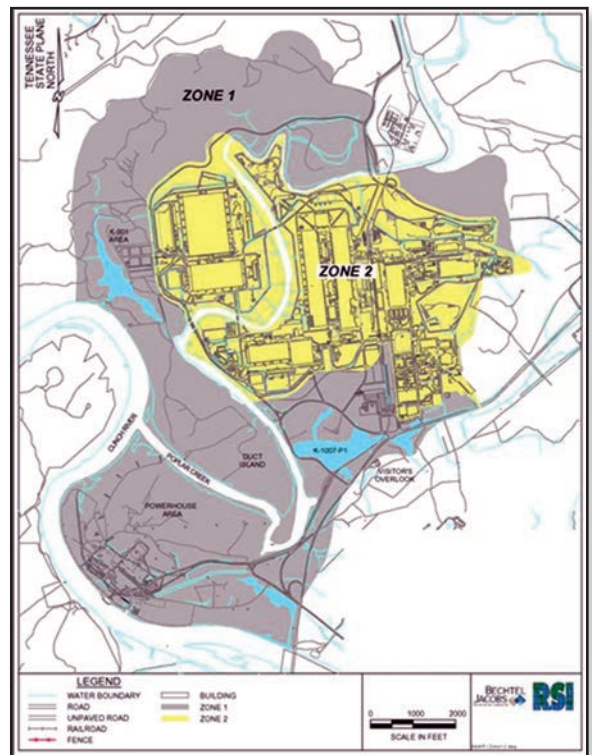 TENNESSEE
STATE PLANE
NORTH
ZONE 1
K-901
AREA
ZONE 2
CLINCH RIVER
POPLAR CREEK
DUCT
ISLAND
K-1007-P1
VISITOR'S
OVERLOOK
POWERHOUSE
AREA
LEGEND
WATER BOUNDARY
ROAD
UNPAVED ROAD
RAILROAD
FENCE
BUILDING
ZONE 1
ZONE 2
0 1000 2000
SCALE IN FEET
BECHTEL
JACOBS
RSI